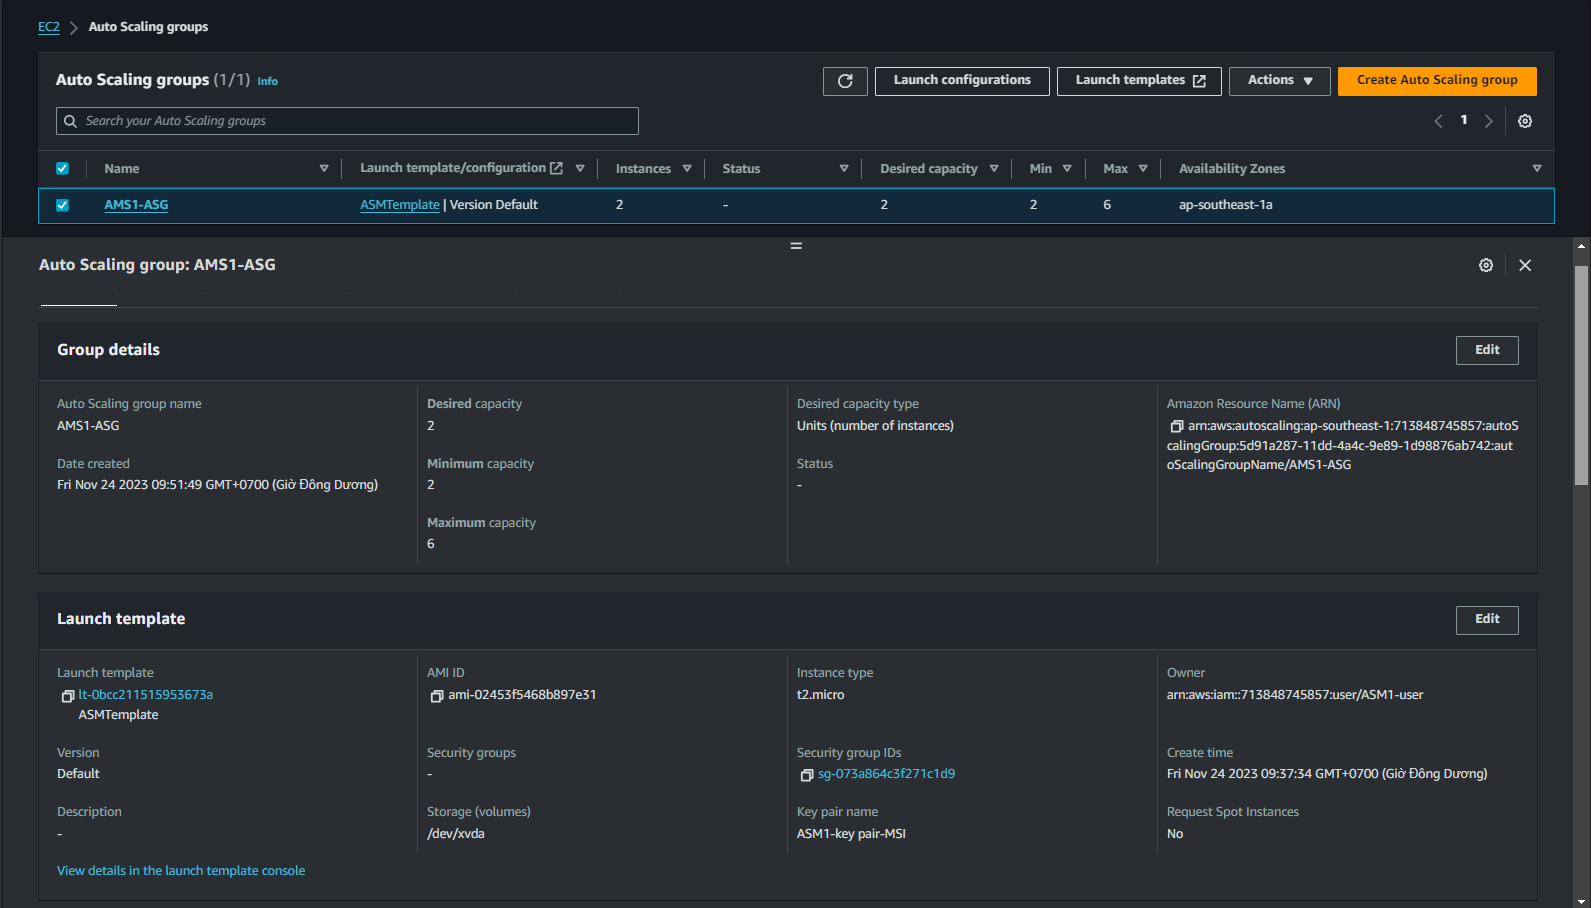 EC2 > Auto Scaling groups
Auto Scaling groups (1/1) Info
Launch configurations
Launch templates
Actions
Create Auto Scaling group
Search your Auto Scaling groups
1
Name
Launch template/configuration
Instances
Status
Desired capacity
Min
Max
Availability Zones
AMS1-ASG
ASMTemplate | Version Default
2
-
2
2
6
ap-southeast-1a
Auto Scaling group: AMS1-ASG
Group details
Edit
Auto Scaling group name
AMS1-ASG
Date created
Fri Nov 24 2023 09:51:49 GMT+0700 (Giờ Đông Dương)
Desired capacity
2
Minimum capacity
2
Maximum capacity
6
Desired capacity type
Units (number of instances)
Status
-
Amazon Resource Name (ARN)
arn:aws:autoscaling:ap-southeast-1:713848745857:autoS
calingGroup:5d91a287-11dd-4a4c-9e89-1d98876ab742:aut
oScalingGroupName/AMS1-ASG
Launch template
Edit
Launch template
lt-0bcc211515953673a
ASMTemplate
Version
Default
Description
-
View details in the launch template console
AMI ID
ami-02453f5468b897e31
Security groups
-
Storage (volumes)
/dev/xvda
Instance type
t2.micro
Security group IDs
sg-073a864c3f271c1d9
Key pair name
ASM1-key pair-MSI
Owner
arn:aws:iam::713848745857:user/ASM1-user
Create time
Fri Nov 24 2023 09:37:34 GMT+0700 (Giờ Đông Dương)
Request Spot Instances
No